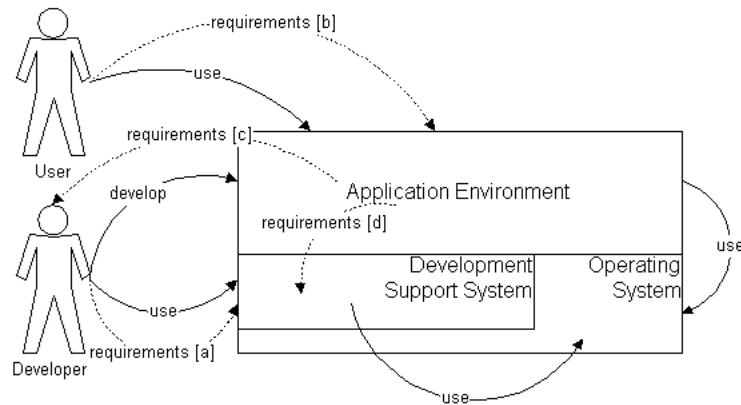 requirements [b]
use
requirements [c]
User
develop
Application Environment
requirements [d]
use
Development
Support System
Operating
System
use
requirements [a]
Developer
use